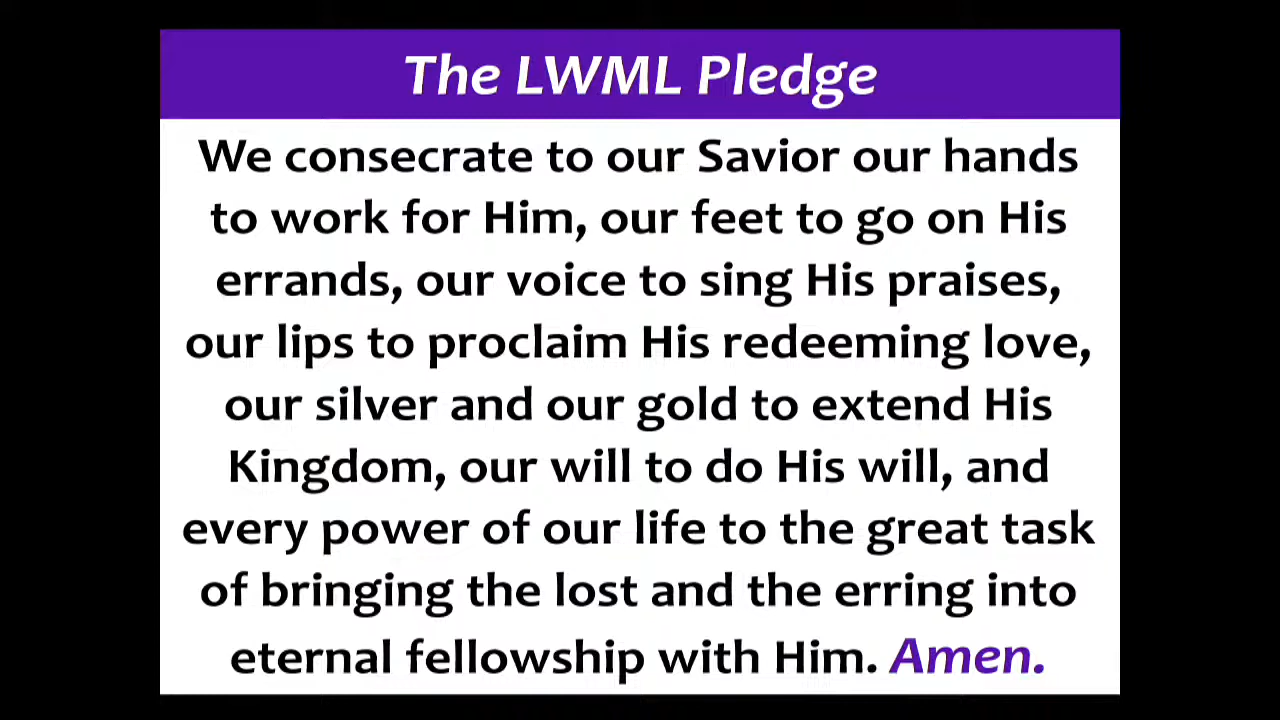 The LWML Pledge
We consecrate to our Savior our hands
to work for Him, our feet to go on His
errands, our voice to sing His praises,
our lips to proclaim His redeeming love,
our silver and our gold to extend His
Kingdom, our will to do His will, and
every power of our life to the great task
of bringing the lost and the erring into
eternal fellowship with Him. Amen.